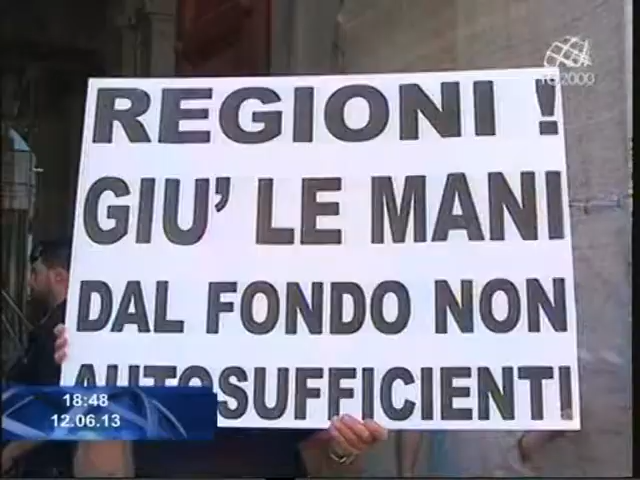 TG2000
REGIONI !
GIU' LE MANI
DAL FONDO NON
AUTOSUFFICIENTI
18:48
12.06.13